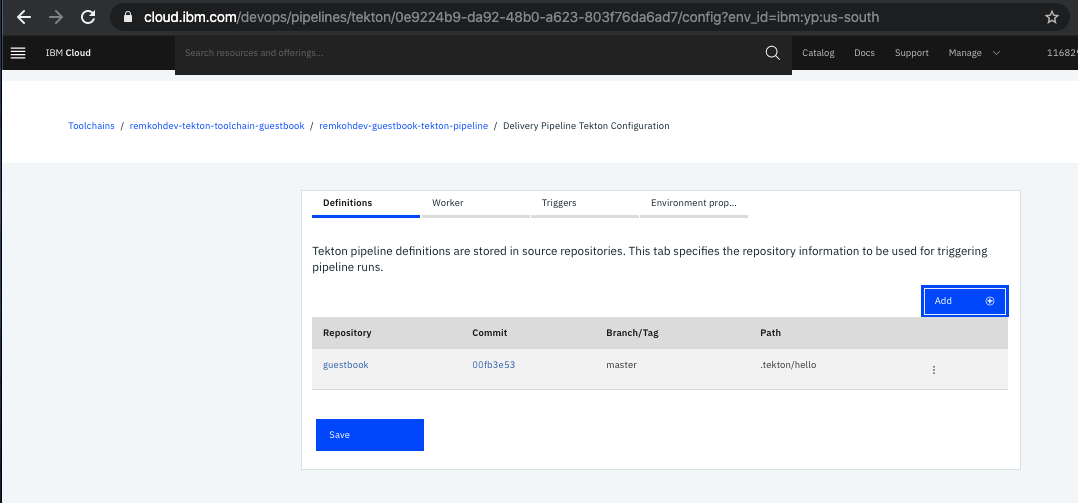 cloud.ibm.com/devops/pipelines/tekton/0e9224b9-da92-48b0-a623-803f76da6ad7/config?env_id=ibm:yp:us-south
IBM Cloud Search resources and offerings... Catalog Docs Support Manage 11682
Toolchains / remkohdev-tekton-toolchain-guestbook / remkohdev-guestbook-tekton-pipeline / Delivery Pipeline Tekton Configuration
Definitions Worker Triggers Environment prop...
Tekton pipeline definitions are stored in source repositories. This tab specifies the repository information to be used for triggering
pipeline runs.
Add
Repository Commit Branch/Tag Path
guestbook 00fb3e53 master .tekton/hello
Save